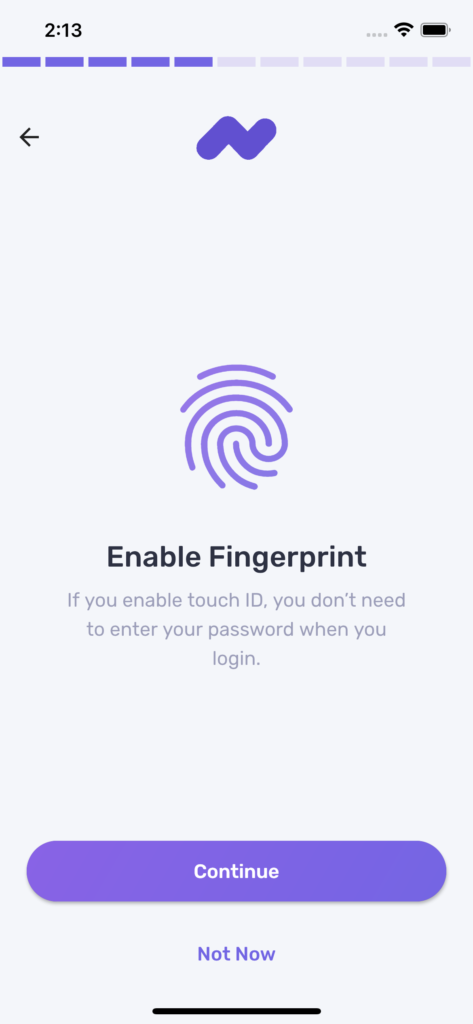 2:13
Enable Fingerprint
If you enable touch ID, you don’t need
to enter your password when you
login.
Continue
Not Now